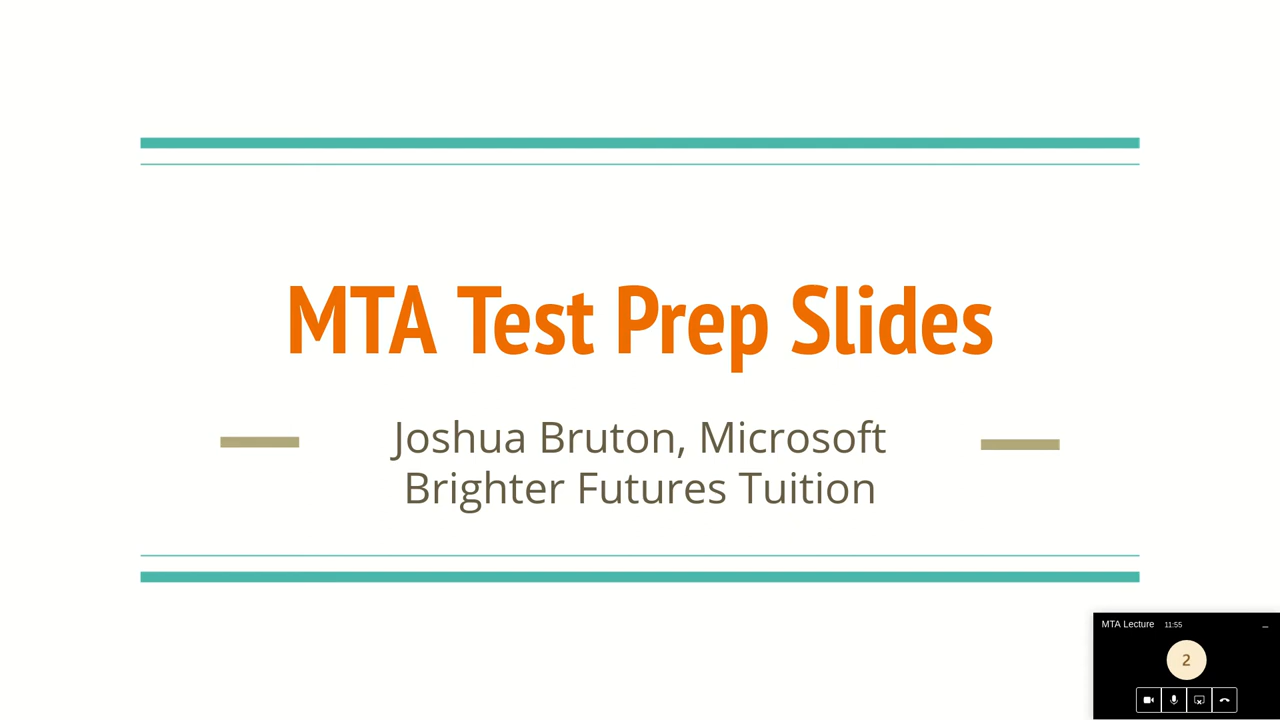 MTA Test Prep Slides
Joshua Bruton, Microsoft
Brighter Futures Tuition
MTA Lecture 11:55
2